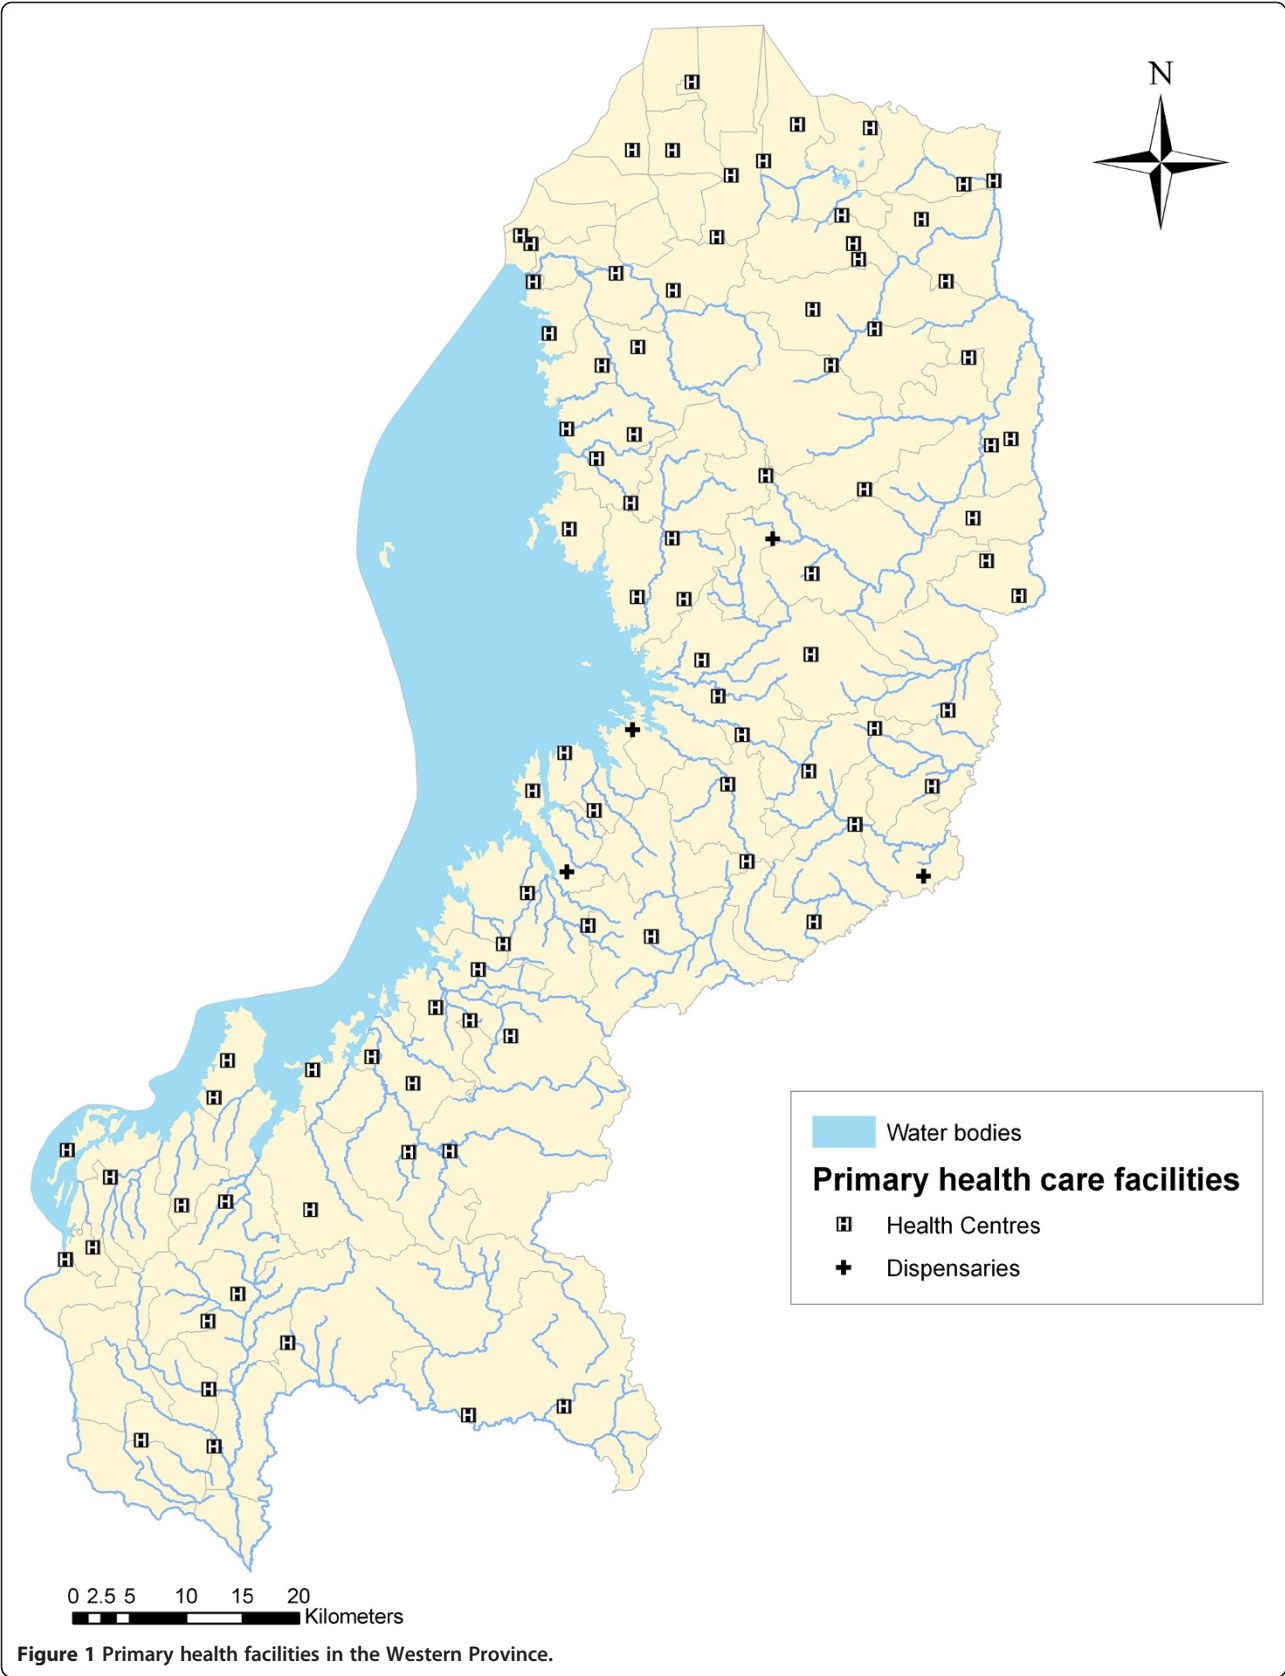 N
Water bodies
Primary health care facilities
H Health Centres
Dispensaries
0 2.5 5 10 15 20
Kilometers
Figure 1 Primary health facilities in the Western Province.